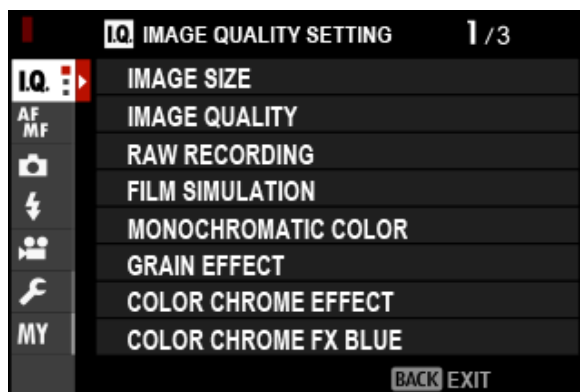 I.Q. IMAGE QUALITY SETTING 1/3
I.Q.
IMAGE SIZE
AF
MF
IMAGE QUALITY
RAW RECORDING
FILM SIMULATION
MONOCHROMATIC COLOR
GRAIN EFFECT
COLOR CHROME EFFECT
MY
COLOR CHROME FX BLUE
BACK EXIT